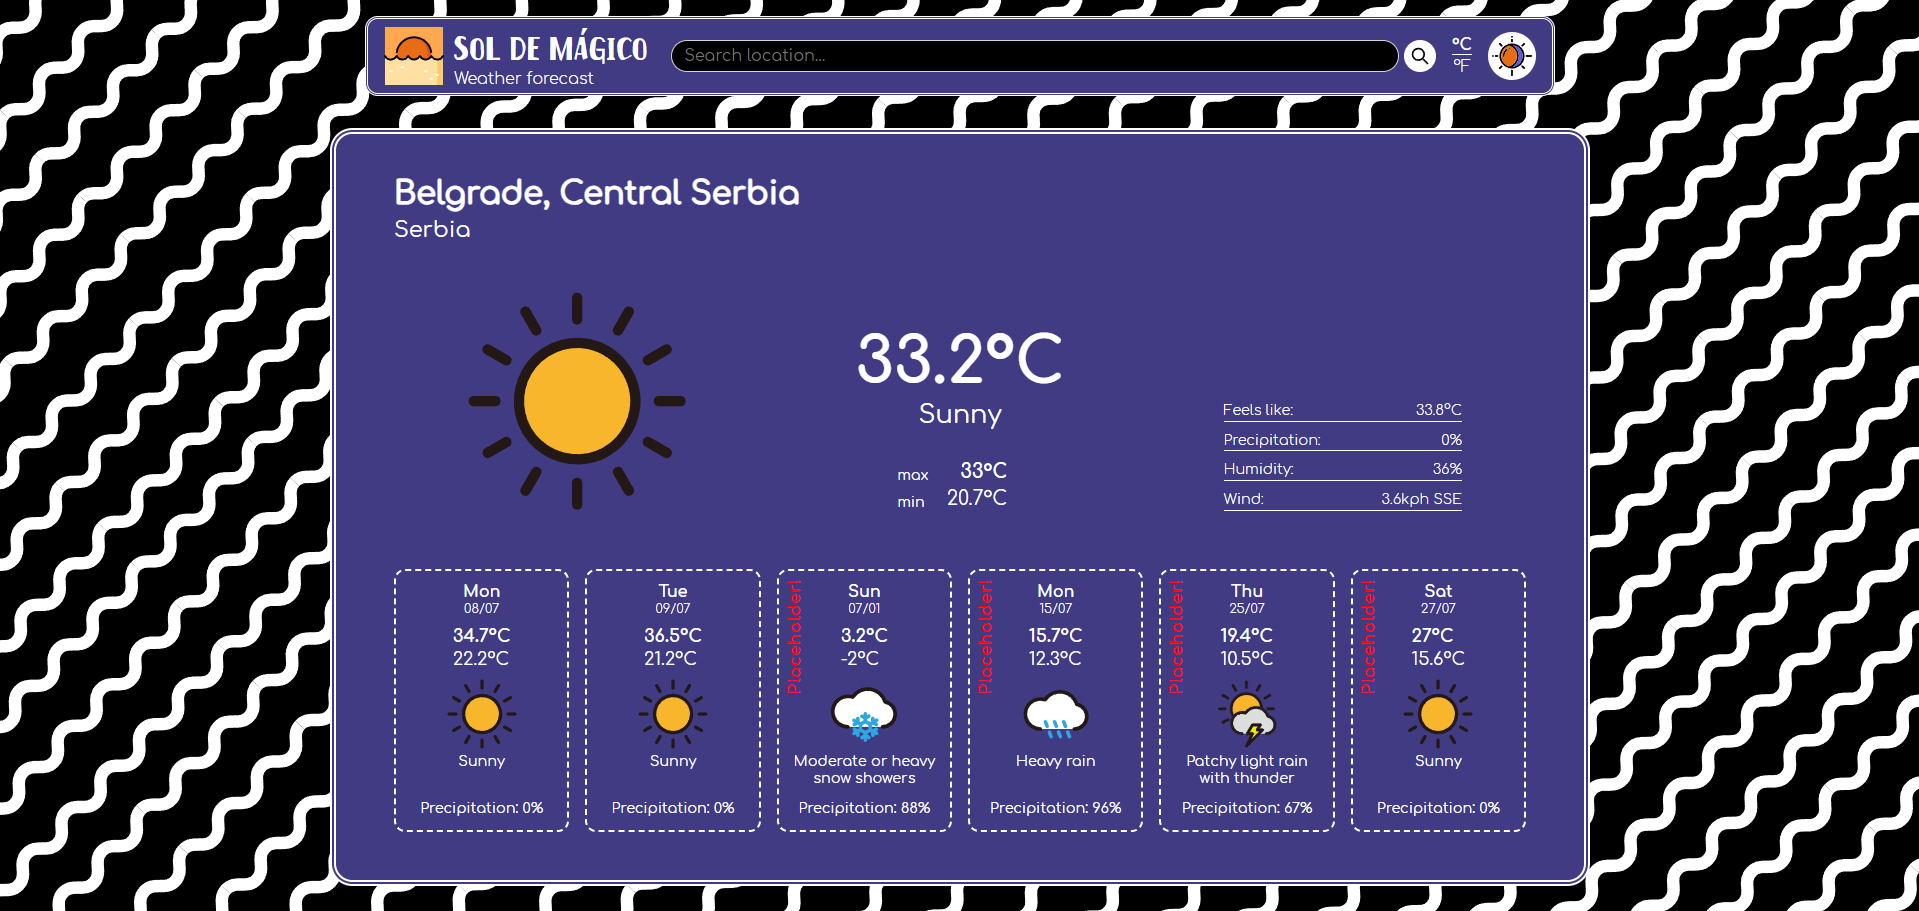 SOL DE MÁGICO
Weather forecast
Search location...
°C
°F
Belgrade, Central Serbia
Serbia
33.2°C
Sunny
max 33°C
min 20.7°C
Feels like: 33.8°C
Precipitation: 0%
Humidity: 36%
Wind: 3.6kph SSE
Mon
08/07
34.7°C
22.2°C
Sunny
Precipitation: 0%
Tue
09/07
36.5°C
21.2°C
Sunny
Precipitation: 0%
Placeholder!
Sun
07/01
3.2°C
-2°C
Moderate or heavy
snow showers
Precipitation: 88%
Placeholder!
Mon
15/07
15.7°C
12.3°C
Heavy rain
Precipitation: 96%
Placeholder!
Thu
25/07
19.4°C
10.5°C
Patchy light rain
with thunder
Precipitation: 67%
Placeholder!
Sat
27/07
27°C
15.6°C
Sunny
Precipitation: 0%